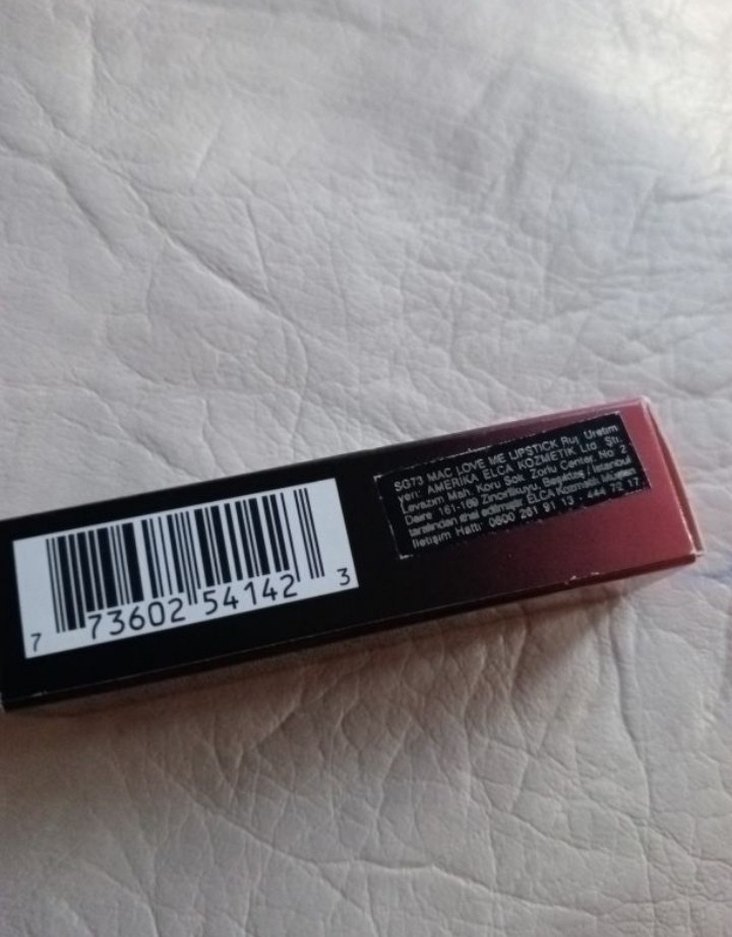 7 73602 54142 3
SG73 MAC LOVE ME LIPSTICK Ruj Üretim
yeri: AMERİKA ELCA KOZMETİK Ltd. Şti.
Levazım Mah. Koru Sok. Zorlu Center No: 2
Daire 161-169 Zincirlikuyu, Beşiktaş / İstanbul
tarafından ithal edilmiştir. ELCA Kozmetik Müşteri
İletişim Hattı: 0800 261 91 13 - 444 72 17